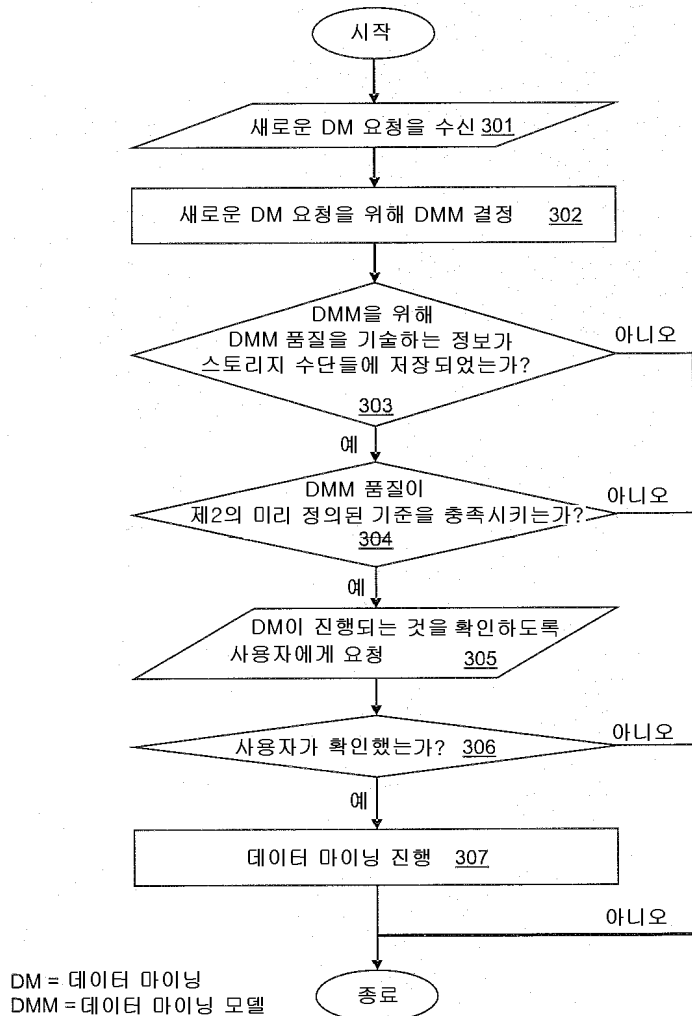 시작
새로운 DM 요청을 수신 301
새로운 DM 요청을 위해 DMM 결정 302
DMM을 위해
DMM 품질을 기술하는 정보가
스토리지 수단들에 저장되었는가?
303
아니오
예
DMM 품질이
제2의 미리 정의된 기준을 충족시키는가?
304
아니오
예
DM이 진행되는 것을 확인하도록
사용자에게 요청 305
사용자가 확인했는가? 306
아니오
예
데이터 마이닝 진행 307
아니오
DM = 데이터 마이닝
DMM = 데이터 마이닝 모델
종료